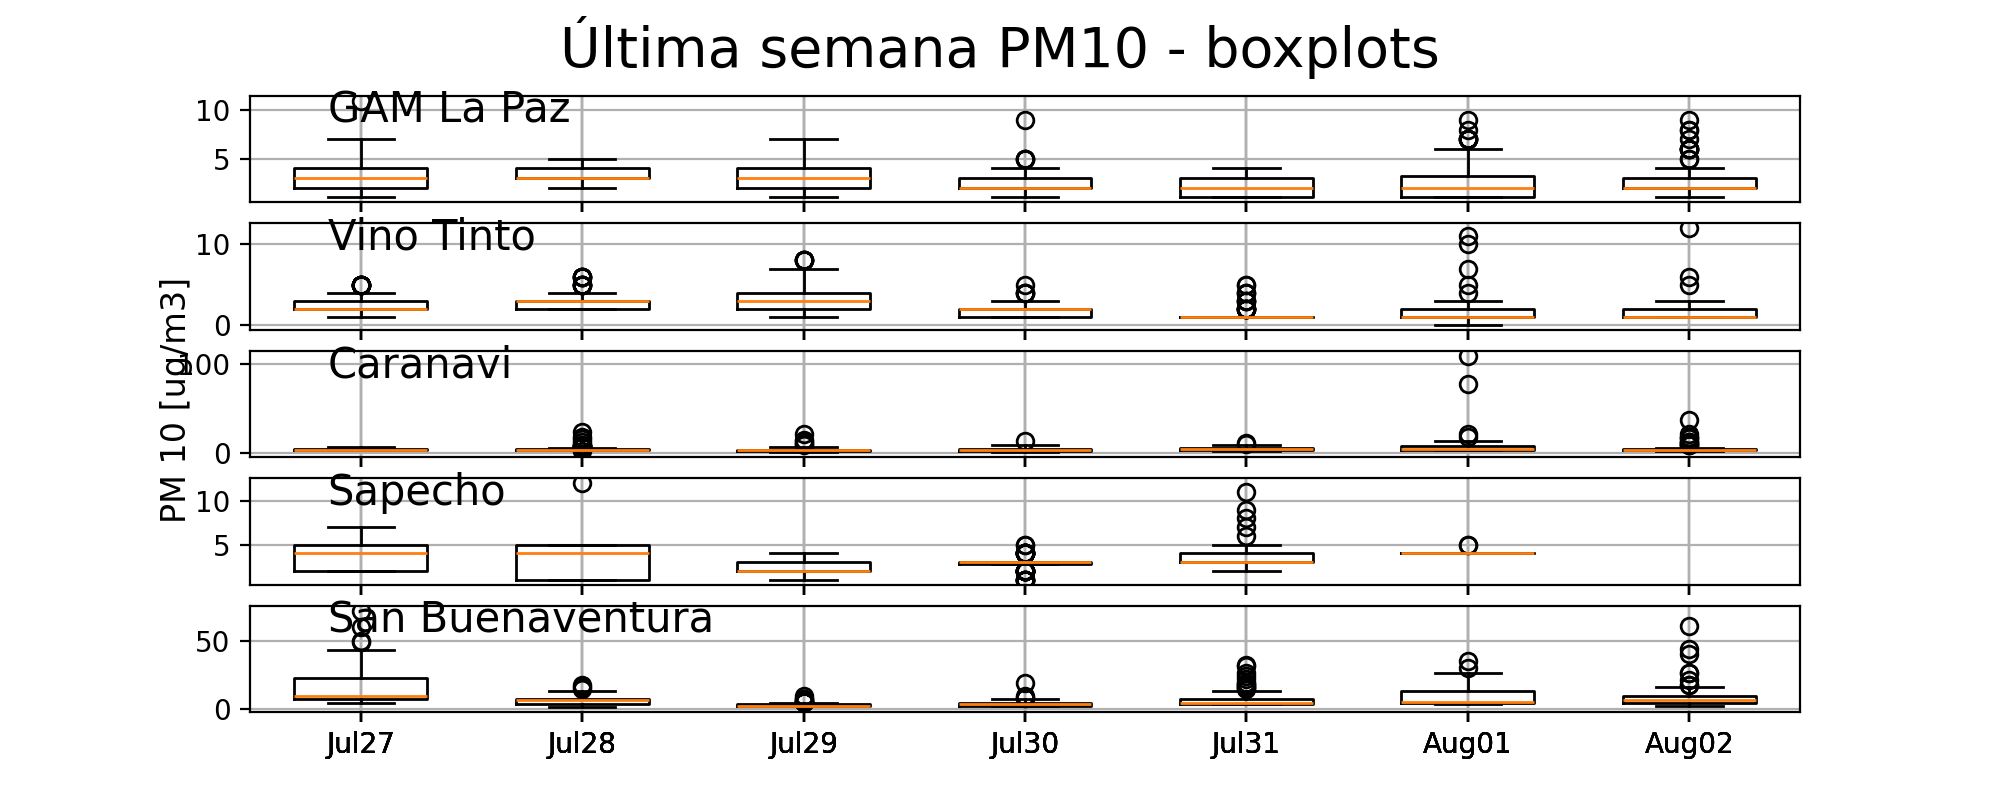 Última semana PM10 - boxplots
GAM La Paz
10
5
Vino Tinto
10
0
PM 10 [ug/m3]
Caranavi
100
0
Sapecho
10
5
San Buenaventura
50
0
Jul27 Jul28 Jul29 Jul30 Jul31 Aug01 Aug02